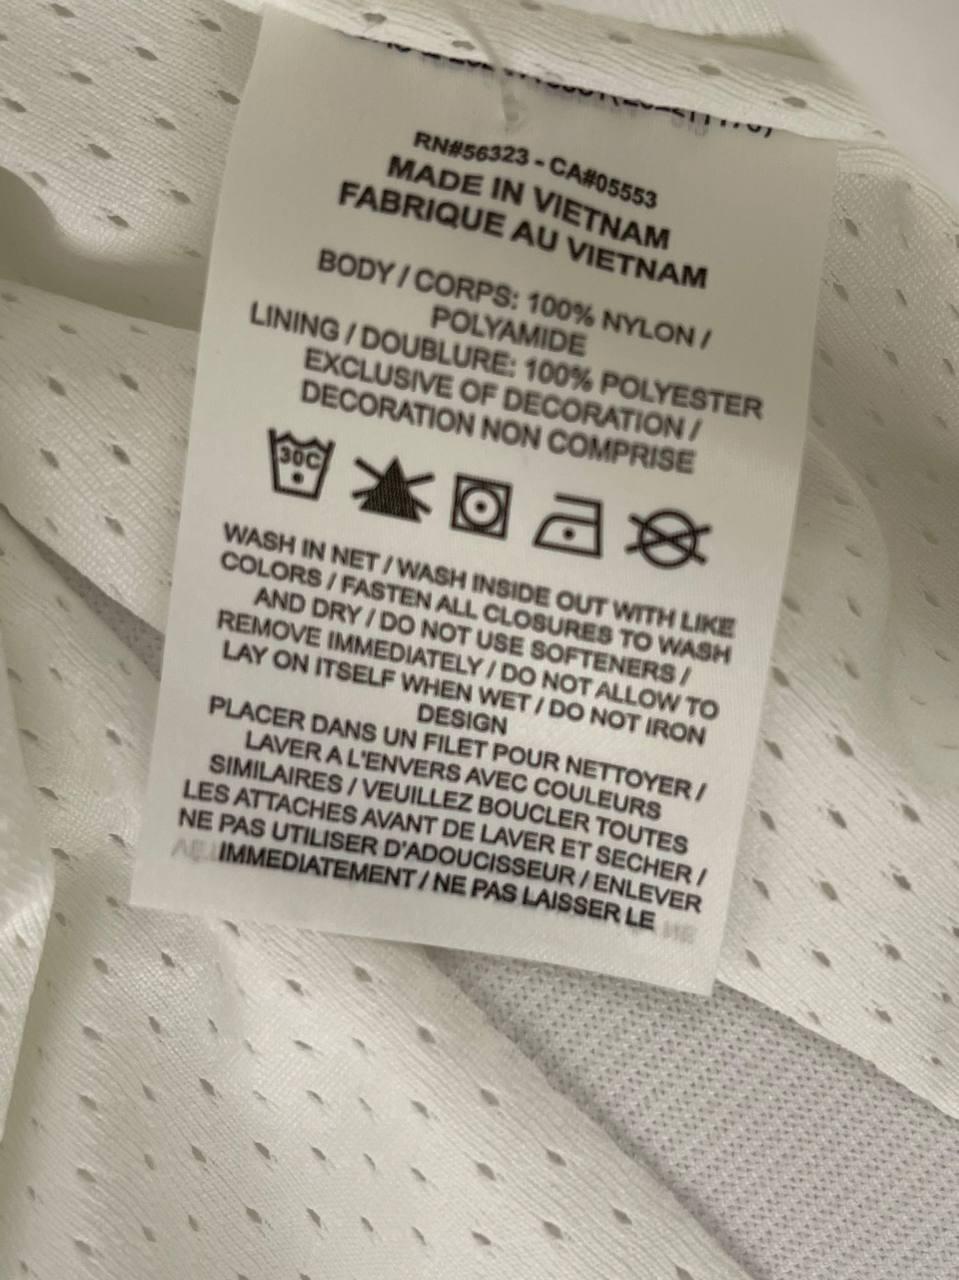 RN#56323 - CA#05553
MADE IN VIETNAM
FABRIQUE AU VIETNAM
BODY / CORPS: 100% NYLON /
POLYAMIDE
LINING / DOUBLURE: 100% POLYESTER
EXCLUSIVE OF DECORATION /
DECORATION NON COMPRISE
30C
WASH IN NET / WASH INSIDE OUT WITH LIKE
COLORS / FASTEN ALL CLOSURES TO WASH
AND DRY / DO NOT USE SOFTENERS /
REMOVE IMMEDIATELY / DO NOT ALLOW TO
LAY ON ITSELF WHEN WET / DO NOT IRON
DESIGN
PLACER DANS UN FILET POUR NETTOYER /
LAVER A L'ENVERS AVEC COULEURS
SIMILAIRES / VEUILLEZ BOUCLER TOUTES
LES ATTACHES AVANT DE LAVER ET SECHER /
NE PAS UTILISER D'ADOUCISSEUR / ENLEVER
IMMEDIATEMENT / NE PAS LAISSER LE